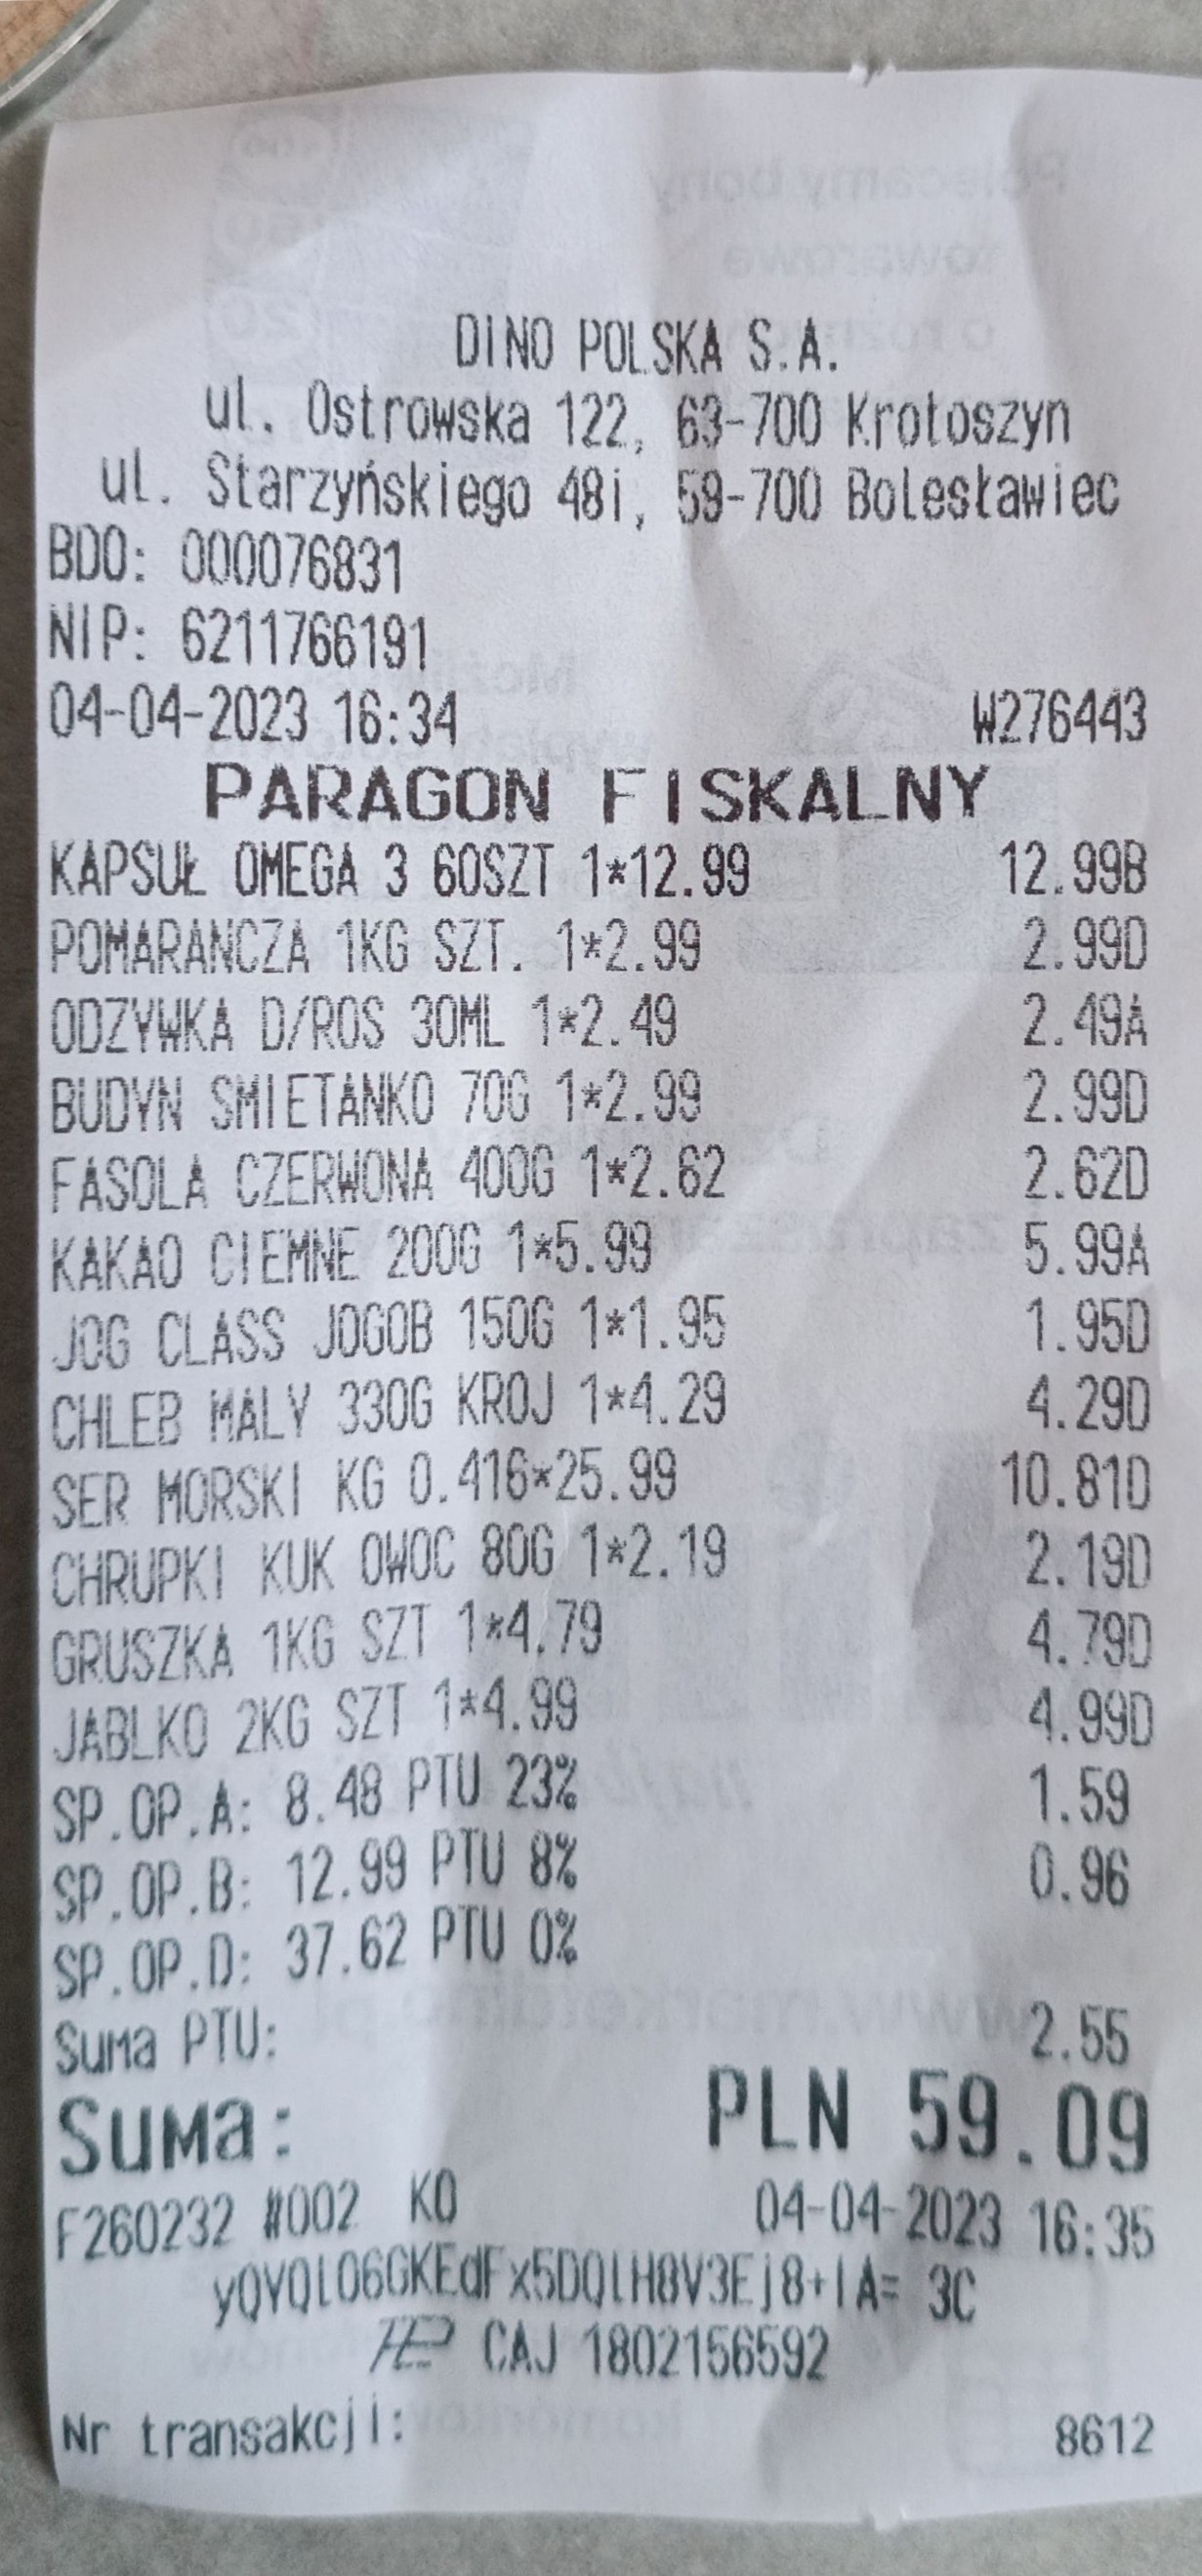 DINO POLSKA S.A.
ul. Ostrowska 122, 63-700 Krotoszyn
ul. Starzyńskiego 48i, 59-700 Bolesławiec
BDO: 000076831
NIP: 6211766191
04-04-2023 16:34 W276443
PARAGON FISKALNY
KAPSUŁ OMEGA 3 60SZT 1*12.99 12.99B
POMARANCZA 1KG SZT. 1*2.99 2.99D
ODZYWKA D/ROS 30ML 1*2.49 2.49A
BUDYN SMIETANKO 70G 1*2.99 2.99D
FASOLA CZERWONA 400G 1*2.62 2.62D
KAKAO CIEMNE 200G 1*5.99 5.99A
JOG CLASS JOGOB 150G 1*1.95 1.95D
CHLEB MALY 330G KROJ 1*4.29 4.29D
SER MORSKI KG 0.416*25.99 10.81D
CHRUPKI KUK OWOC 80G 1*2.19 2.19D
GRUSZKA 1KG SZT 1*4.79 4.79D
JABLKO 2KG SZT 1*4.99 4.99D
SP.OP.A: 8.48 PTU 23% 1.59
SP.OP.B: 12.99 PTU 8% 0.96
SP.OP.D: 37.62 PTU 0%
Suma PTU: 2.55
Suma: PLN 59.09
F260232 #002 KO 04-04-2023 16:35
3C
CAJ 1802156592
Nr transakcji: 8612